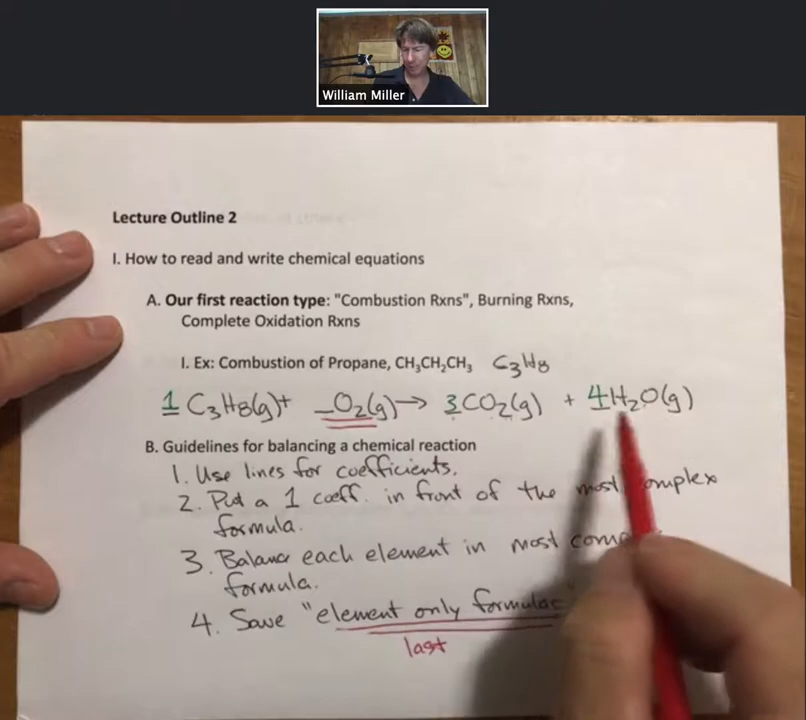 William Miller
Lecture Outline 2
I. How to read and write chemical equations
A. Our first reaction type: "Combustion Rxns", Burning Rxns,
Complete Oxidation Rxns
I. Ex: Combustion of Propane, CH₃CH₂CH₃ C₃H₈
1 C₃H₈(g)+ _O₂(g)→ 3CO₂(g) + 4H₂O(g)
B. Guidelines for balancing a chemical reaction
1. Use lines for coefficients.
2. Put a 1 coeff. in front of the most complex
formula.
3. Balance each element in most
formula.
4. Save "element only formulas"
last